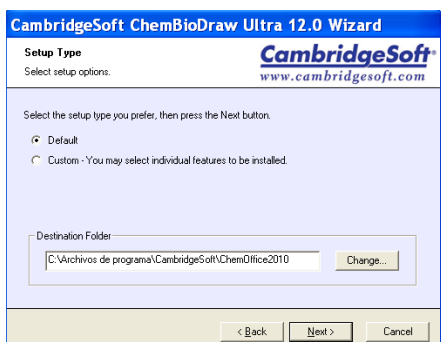 CambridgeSoft ChemBioDraw Ultra 12.0 Wizard
Setup Type
Select setup options.
CambridgeSoft®
www.cambridgesoft.com
Select the setup type you prefer, then press the Next button.
Default
Custom - You may select individual features to be installed.
Destination Folder
C:\Archivos de programa\CambridgeSoft\ChemOffice2010
Change...
< Back
Next >
Cancel